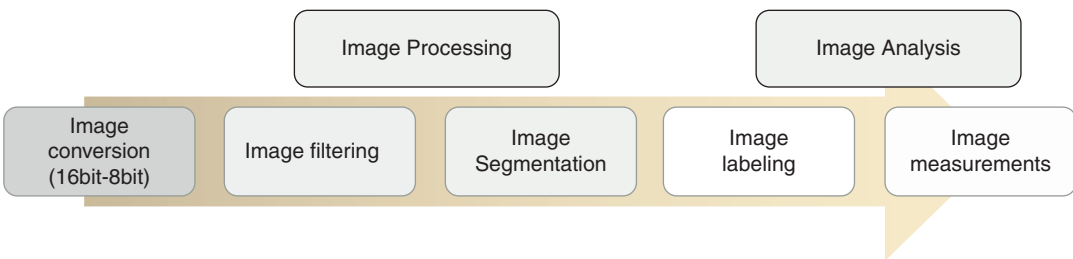 Image Processing
Image Analysis
Image
conversion
(16bit-8bit)
Image filtering
Image
Segmentation
Image
labeling
Image
measurements